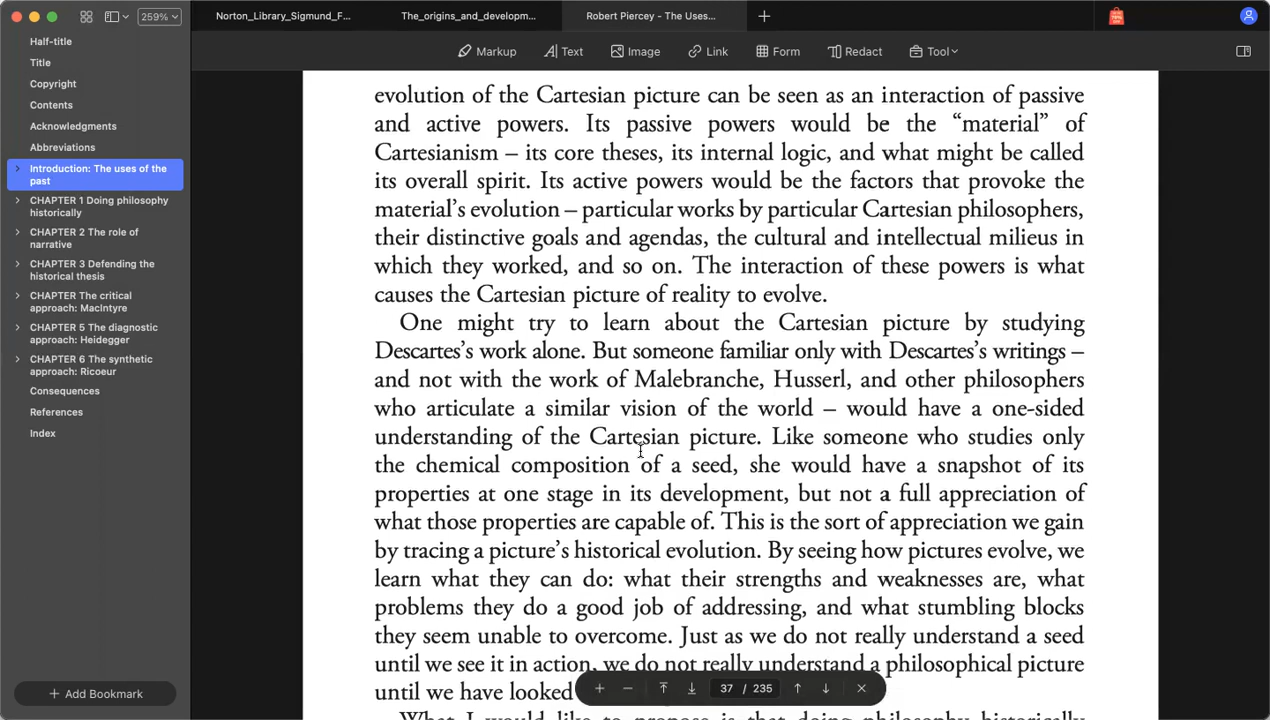 259%
Norton_Library_Sigmund_F...
The_origins_and_developm...
Robert Piercey - The Uses...
Markup
Text
Image
Link
Form
Redact
Tool
Half-title
Title
Copyright
Contents
Acknowledgments
Abbreviations
Introduction: The uses of the
past
CHAPTER 1 Doing philosophy
historically
CHAPTER 2 The role of
narrative
CHAPTER 3 Defending the
historical thesis
CHAPTER The critical
approach: MacIntyre
CHAPTER 5 The diagnostic
approach: Heidegger
CHAPTER 6 The synthetic
approach: Ricoeur
Consequences
References
Index
Add Bookmark
evolution of the Cartesian picture can be seen as an interaction of passive
and active powers. Its passive powers would be the “material” of
Cartesianism – its core theses, its internal logic, and what might be called
its overall spirit. Its active powers would be the factors that provoke the
material’s evolution – particular works by particular Cartesian philosophers,
their distinctive goals and agendas, the cultural and intellectual milieus in
which they worked, and so on. The interaction of these powers is what
causes the Cartesian picture of reality to evolve.
One might try to learn about the Cartesian picture by studying
Descartes’s work alone. But someone familiar only with Descartes’s writings –
and not with the work of Malebranche, Husserl, and other philosophers
who articulate a similar vision of the world – would have a one-sided
understanding of the Cartesian picture. Like someone who studies only
the chemical composition of a seed, she would have a snapshot of its
properties at one stage in its development, but not a full appreciation of
what those properties are capable of. This is the sort of appreciation we gain
by tracing a picture’s historical evolution. By seeing how pictures evolve, we
learn what they can do: what their strengths and weaknesses are, what
problems they do a good job of addressing, and what stumbling blocks
they seem unable to overcome. Just as we do not really understand a seed
until we see it in action, we do not really understand a philosophical picture
until we have looked
What I would like to propose is that doing philosophy historically
37 / 235